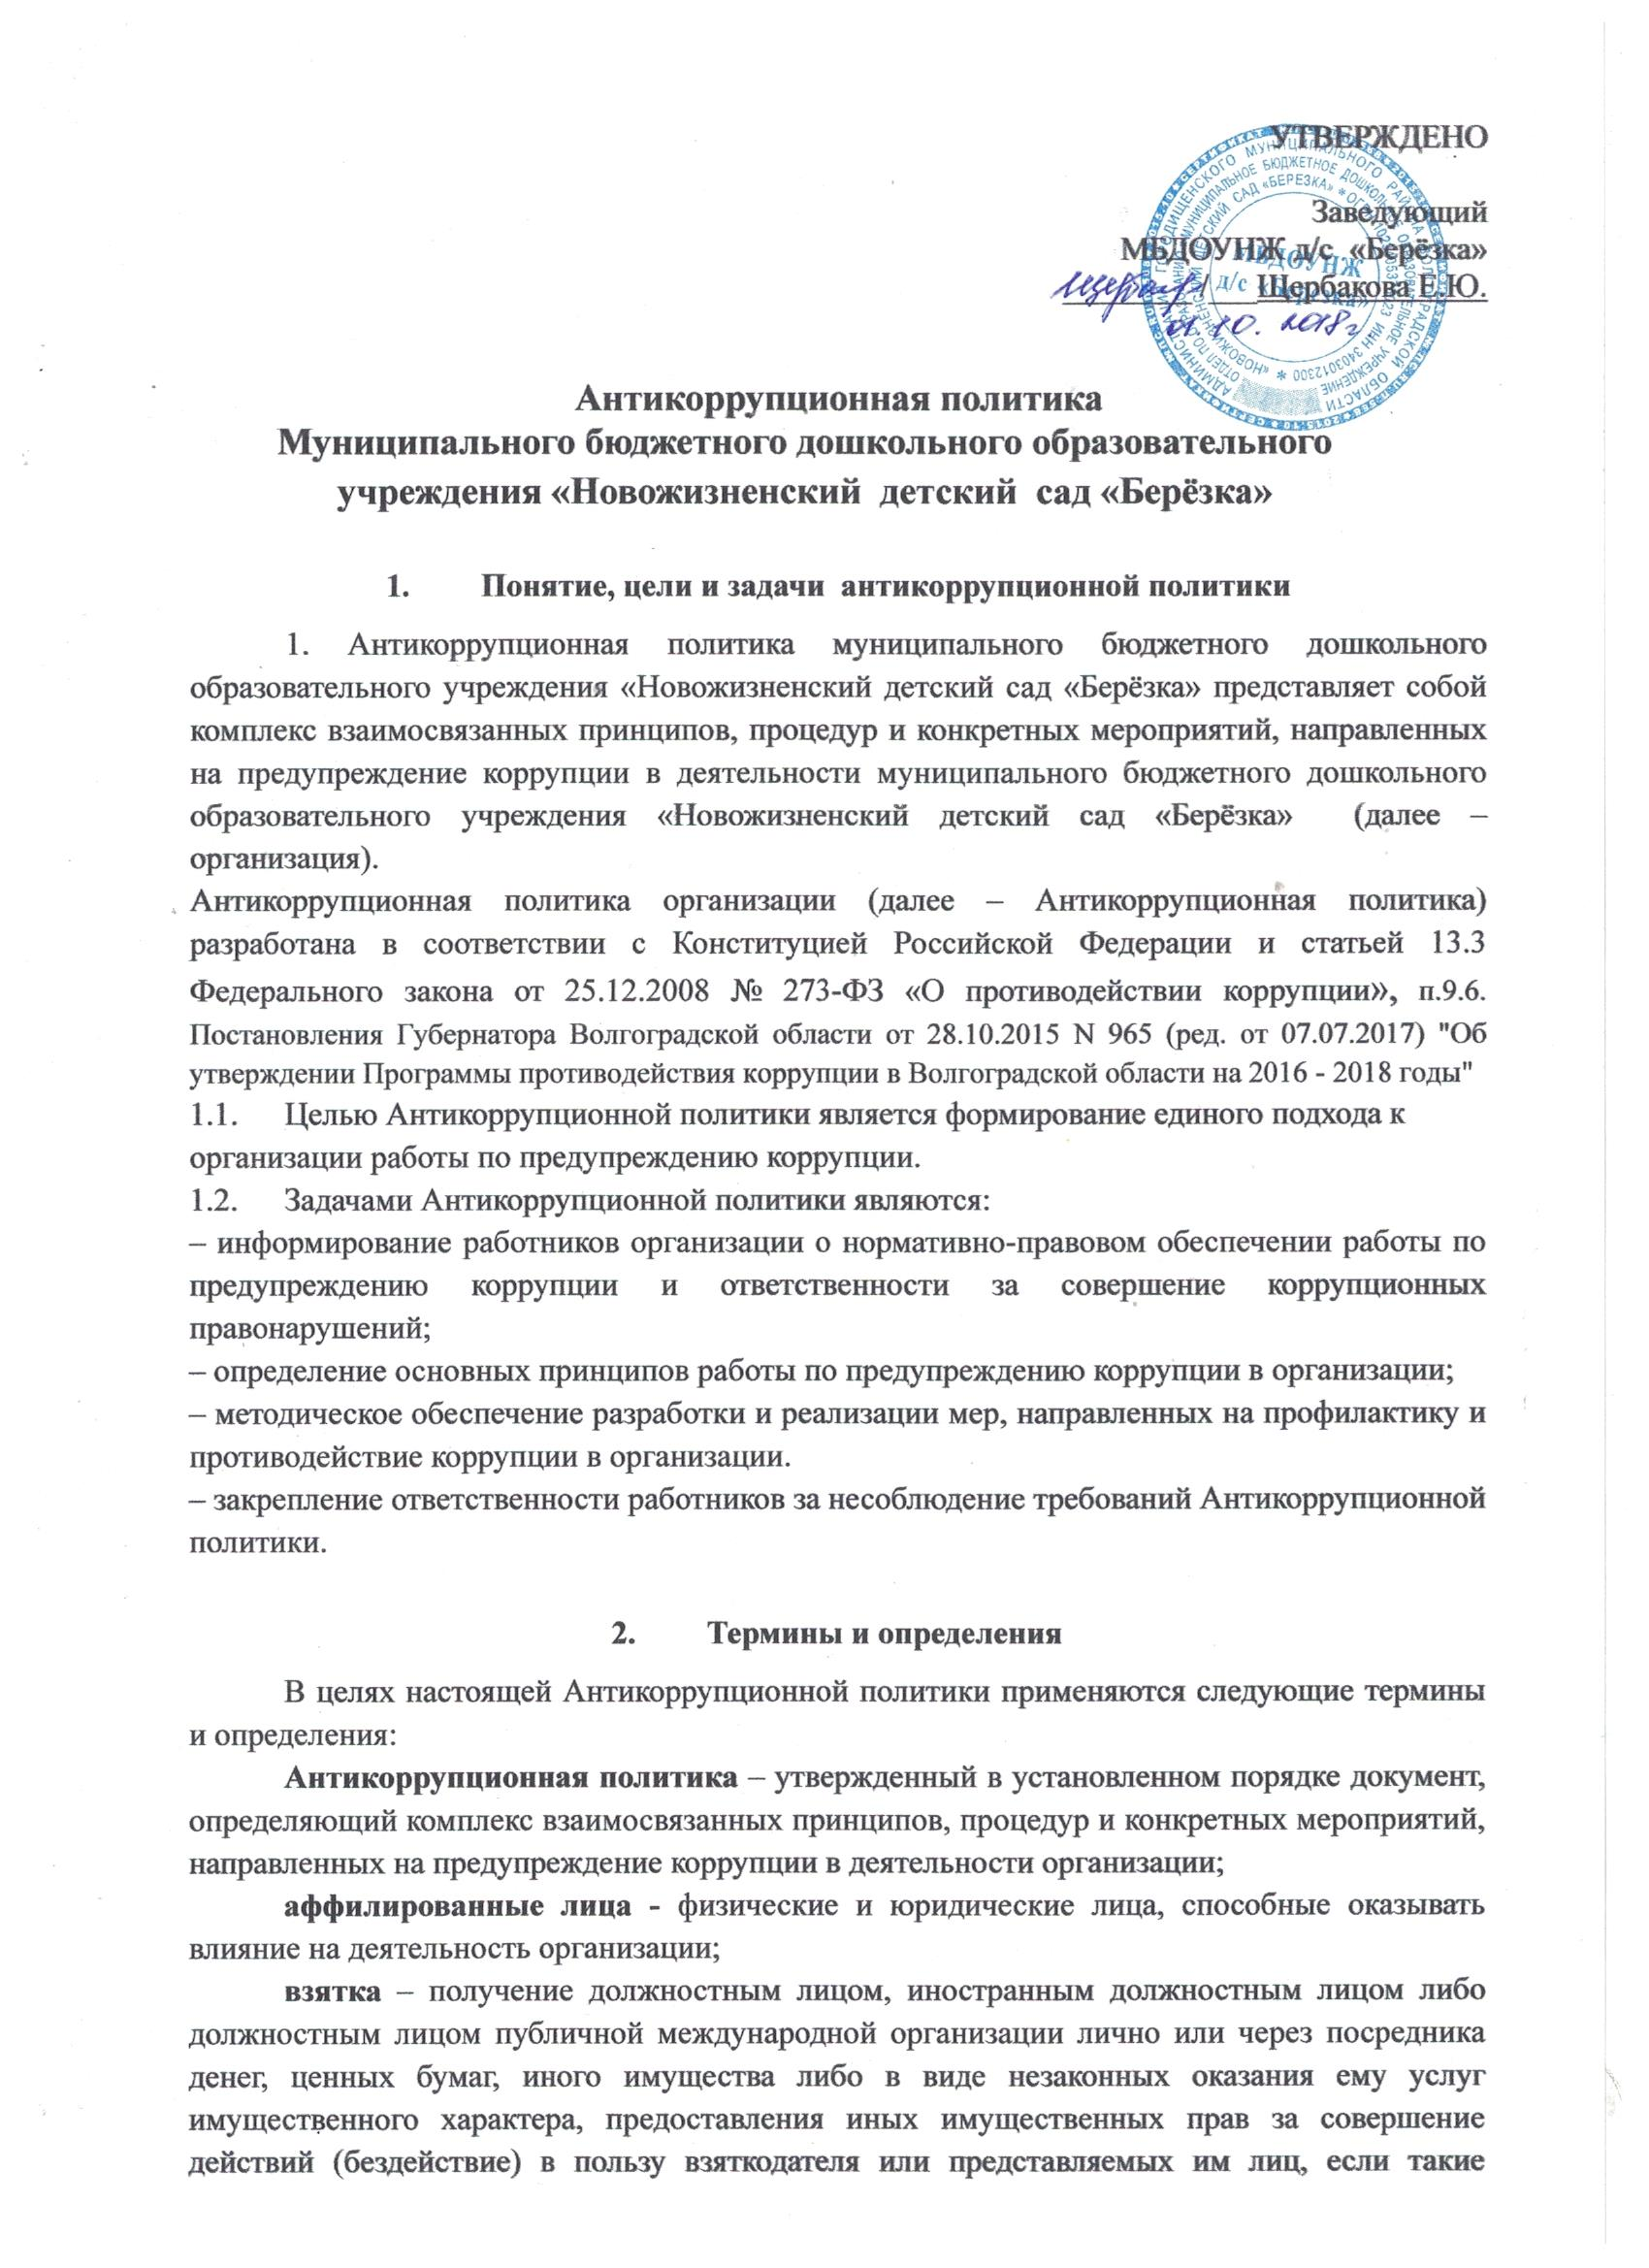 УТВЕРЖДЕНО
Заведующий
МБДОУНЖ д/с «Берёзка»
/ Щербакова Е.Ю.
01.10. 2018г.
МБДОУНЖ
д/с «Берёзка»
Антикоррупционная политика
Муниципального бюджетного дошкольного образовательного
учреждения «Новожизненский детский сад «Берёзка»
1. Понятие, цели и задачи антикоррупционной политики
1. Антикоррупционная политика муниципального бюджетного дошкольного
образовательного учреждения «Новожизненский детский сад «Берёзка» представляет собой
комплекс взаимосвязанных принципов, процедур и конкретных мероприятий, направленных
на предупреждение коррупции в деятельности муниципального бюджетного дошкольного
образовательного учреждения «Новожизненский детский сад «Берёзка» (далее –
организация).
Антикоррупционная политика организации (далее – Антикоррупционная политика)
разработана в соответствии с Конституцией Российской Федерации и статьей 13.3
Федерального закона от 25.12.2008 № 273-ФЗ «О противодействии коррупции», п.9.6.
Постановления Губернатора Волгоградской области от 28.10.2015 N 965 (ред. от 07.07.2017) "Об
утверждении Программы противодействия коррупции в Волгоградской области на 2016 - 2018 годы"
1.1. Целью Антикоррупционной политики является формирование единого подхода к
организации работы по предупреждению коррупции.
1.2. Задачами Антикоррупционной политики являются:
– информирование работников организации о нормативно-правовом обеспечении работы по
предупреждению коррупции и ответственности за совершение коррупционных
правонарушений;
– определение основных принципов работы по предупреждению коррупции в организации;
– методическое обеспечение разработки и реализации мер, направленных на профилактику и
противодействие коррупции в организации.
– закрепление ответственности работников за несоблюдение требований Антикоррупционной
политики.
2. Термины и определения
В целях настоящей Антикоррупционной политики применяются следующие термины
и определения:
Антикоррупционная политика – утвержденный в установленном порядке документ,
определяющий комплекс взаимосвязанных принципов, процедур и конкретных мероприятий,
направленных на предупреждение коррупции в деятельности организации;
аффилированные лица - физические и юридические лица, способные оказывать
влияние на деятельность организации;
взятка – получение должностным лицом, иностранным должностным лицом либо
должностным лицом публичной международной организации лично или через посредника
денег, ценных бумаг, иного имущества либо в виде незаконных оказания ему услуг
имущественного характера, предоставления иных имущественных прав за совершение
действий (бездействие) в пользу взяткодателя или представляемых им лиц, если такие